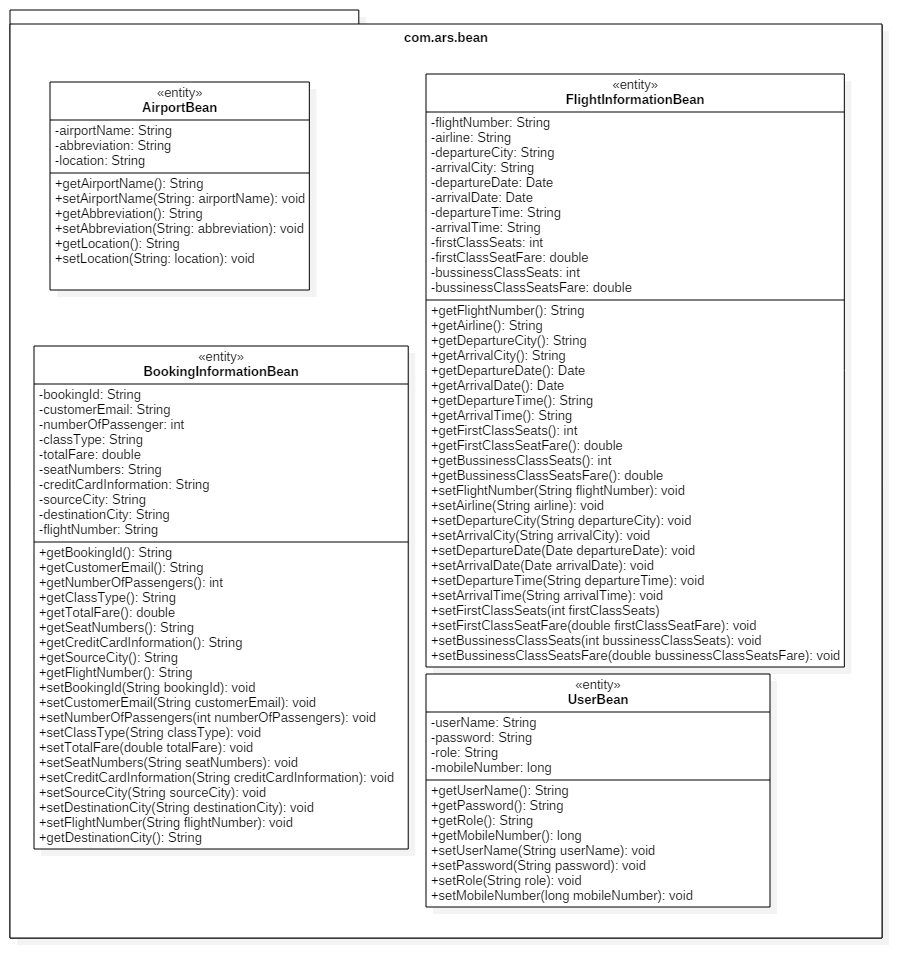 com.ars.bean
«entity»
AirportBean
-airportName: String
-abbreviation: String
-location: String
+getAirportName(): String
+setAirportName(String: airportName): void
+getAbbreviation(): String
+setAbbreviation(String: abbreviation): void
+getLocation(): String
+setLocation(String: location): void
«entity»
FlightInformationBean
-flightNumber: String
-airline: String
-departureCity: String
-arrivalCity: String
-departureDate: Date
-arrivalDate: Date
-departureTime: String
-arrivalTime: String
-firstClassSeats: int
-firstClassSeatFare: double
-bussinessClassSeats: int
-bussinessClassSeatsFare: double
+getFlightNumber(): String
+getAirline(): String
+getDepartureCity(): String
+getArrivalCity(): String
+getDepartureDate(): Date
+getArrivalDate(): Date
+getDepartureTime(): String
+getArrivalTime(): String
+getFirstClassSeats(): int
+getFirstClassSeatFare(): double
+getBussinessClassSeats(): int
+getBussinessClassSeatsFare(): double
+setFlightNumber(String flightNumber): void
+setAirline(String airline): void
+setDepartureCity(String departureCity): void
+setArrivalCity(String arrivalCity): void
+setDepartureDate(Date departureDate): void
+setArrivalDate(Date arrivalDate): void
+setDepartureTime(String departureTime): void
+setArrivalTime(String arrivalTime): void
+setFirstClassSeats(int firstClassSeats)
+setFirstClassSeatFare(double firstClassSeatFare): void
+setBussinessClassSeats(int bussinessClassSeats): void
+setBussinessClassSeatsFare(double bussinessClassSeatsFare): void
«entity»
BookingInformationBean
-bookingId: String
-customerEmail: String
-numberOfPassenger: int
-classType: String
-totalFare: double
-seatNumbers: String
-creditCardInformation: String
-sourceCity: String
-destinationCity: String
-flightNumber: String
+getBookingId(): String
+getCustomerEmail(): String
+getNumberOfPassengers(): int
+getClassType(): String
+getTotalFare(): double
+getSeatNumbers(): String
+getCreditCardInformation(): String
+getSourceCity(): String
+getFlightNumber(): String
+setBookingId(String bookingId): void
+setCustomerEmail(String customerEmail): void
+setNumberOfPassengers(int numberOfPassengers): void
+setClassType(String classType): void
+setTotalFare(double totalFare): void
+setSeatNumbers(String seatNumbers): void
+setCreditCardInformation(String creditCardInformation): void
+setSourceCity(String sourceCity): void
+setDestinationCity(String destinationCity): void
+setFlightNumber(String flightNumber): void
+getDestinationCity(): String
«entity»
UserBean
-userName: String
-password: String
-role: String
-mobileNumber: long
+getUserName(): String
+getPassword(): String
+getRole(): String
+getMobileNumber(): long
+setUserName(String userName): void
+setPassword(String password): void
+setRole(String role): void
+setMobileNumber(long mobileNumber): void